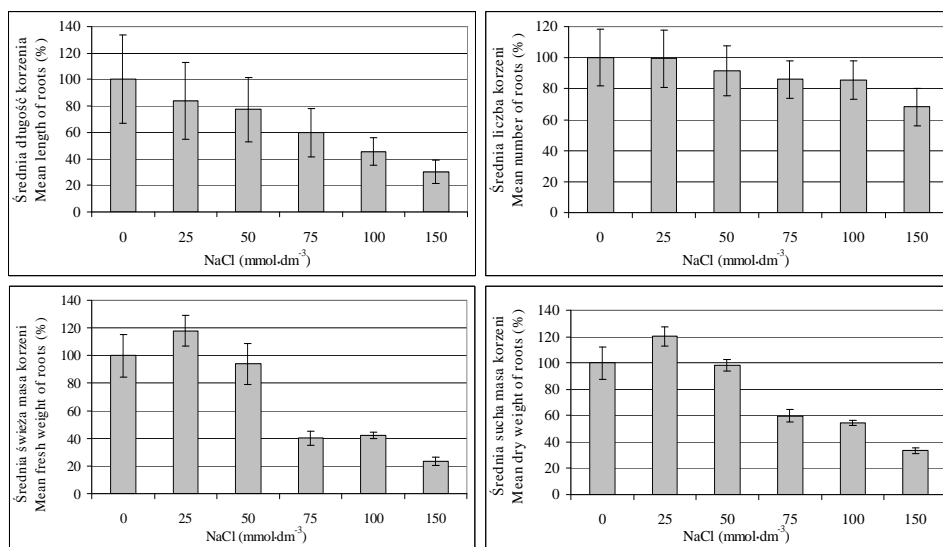 Średnia długość korzenia
Mean length of roots (%)
140
120
100
80
60
40
20
0
0 25 50 75 100 150
NaCl (mmol·dm⁻³)
Średnia liczba korzeni
Mean number of roots (%)
140
120
100
80
60
40
20
0
0 25 50 75 100 150
NaCl (mmol·dm⁻³)
Średnia świeża masa korzeni
Mean fresh weight of roots (%)
140
120
100
80
60
40
20
0
0 25 50 75 100 150
NaCl (mmol·dm⁻³)
Średnia sucha masa korzeni
Mean dry weight of roots (%)
140
120
100
80
60
40
20
0
0 25 50 75 100 150
NaCl (mmol·dm⁻³)